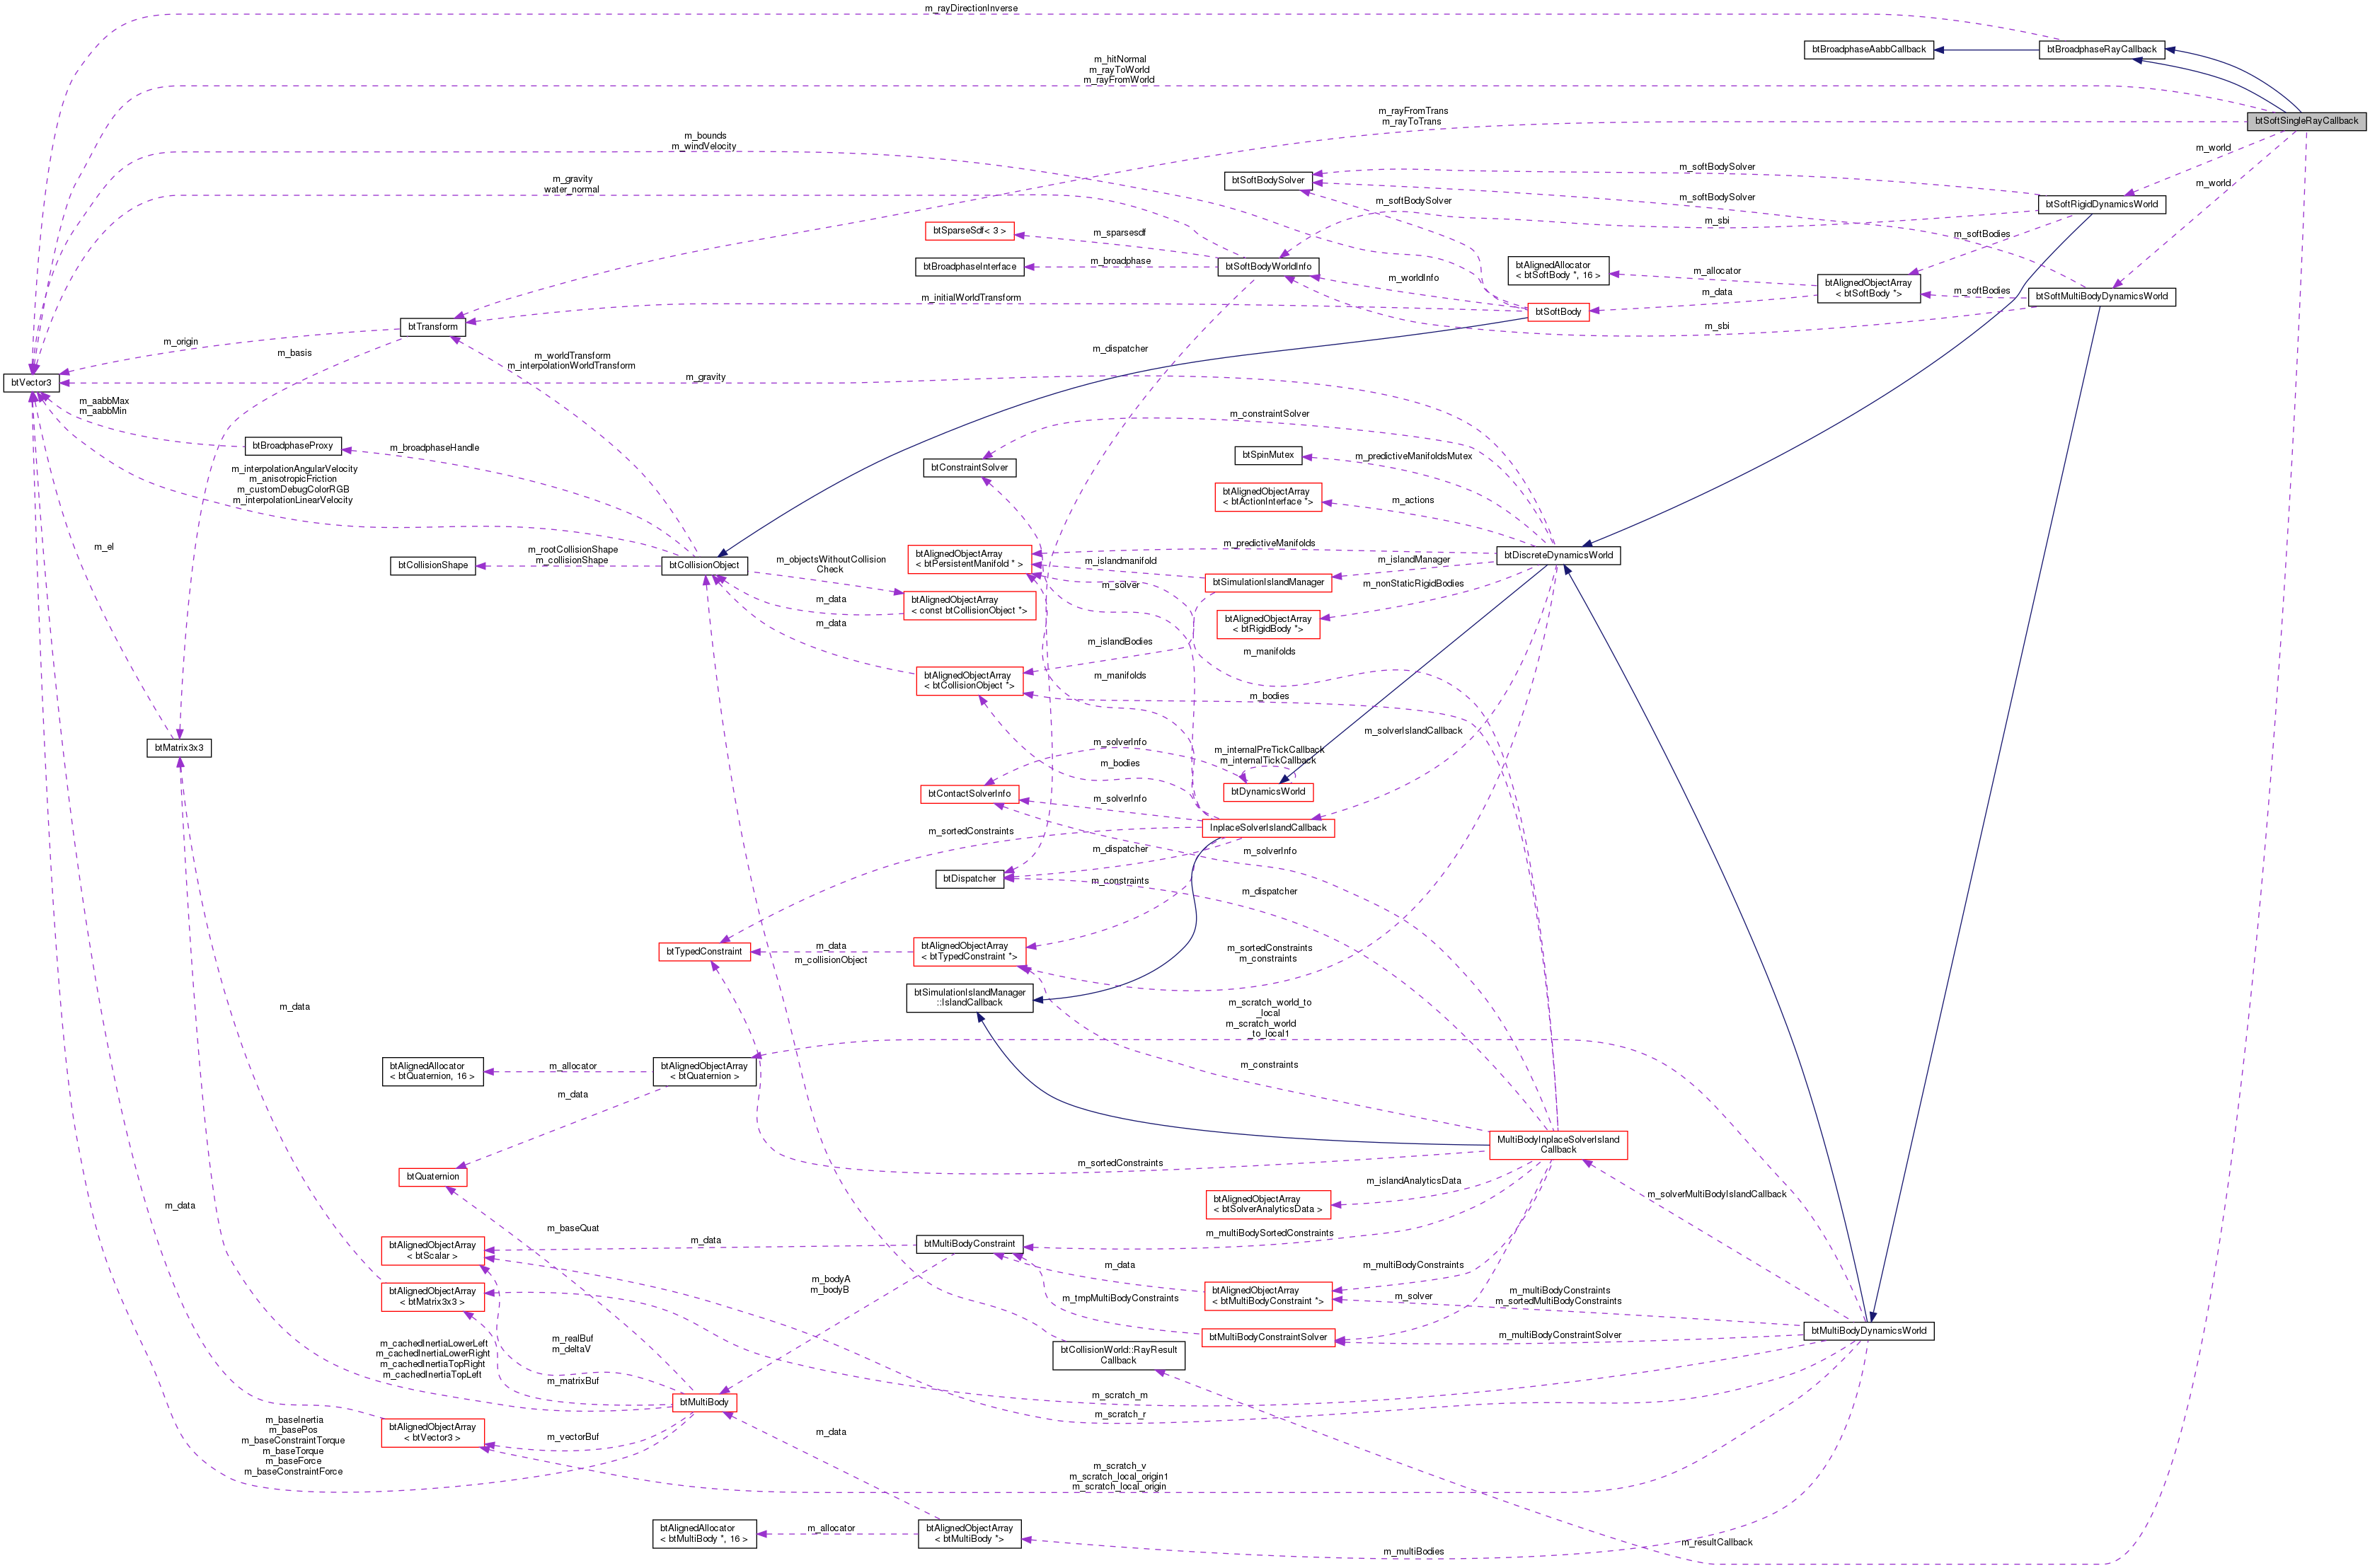 m_rayDirectionInverse
btBroadphaseAabbCallback
btBroadphaseRayCallback
m_hitNormal
m_rayToWorld
m_rayFromWorld
m_rayFromTrans
m_rayToTrans
btSoftSingleRayCallback
m_bounds
m_windVelocity
m_world
m_softBodySolver
m_gravity
water_normal
btSoftBodySolver
m_world
m_softBodySolver
m_softBodySolver
btSoftRigidDynamicsWorld
m_sbi
btSparseSdf< 3 >
m_sparsesdf
m_softBodies
btBroadphaseInterface
m_broadphase
btSoftBodyWorldInfo
m_worldInfo
btAlignedAllocator
< btSoftBody *, 16 >
m_allocator
btAlignedObjectArray
< btSoftBody *>
m_softBodies
btSoftMultiBodyDynamicsWorld
m_data
m_initialWorldTransform
btSoftBody
m_sbi
btTransform
m_origin
m_basis
m_worldTransform
m_interpolationWorldTransform
m_dispatcher
btVector3
m_gravity
m_aabbMax
m_aabbMin
m_constraintSolver
btBroadphaseProxy
m_broadphaseHandle
btSpinMutex
m_predictiveManifoldsMutex
btConstraintSolver
m_interpolationAngularVelocity
m_anisotropicFriction
m_customDebugColorRGB
m_interpolationLinearVelocity
btAlignedObjectArray
< btActionInterface *>
m_actions
m_el
m_rootCollisionShape
m_collisionShape
btCollisionShape
btCollisionObject
m_objectsWithoutCollision
Check
btAlignedObjectArray
< btPersistentManifold * >
m_predictiveManifolds
btDiscreteDynamicsWorld
m_islandmanifold
m_islandManager
m_solver
btSimulationIslandManager
m_nonStaticRigidBodies
m_data
btAlignedObjectArray
< const btCollisionObject *>
m_data
btAlignedObjectArray
< btRigidBody *>
m_islandBodies
m_manifolds
btAlignedObjectArray
< btCollisionObject *>
m_manifolds
m_bodies
btMatrix3x3
m_solverIslandCallback
m_solverInfo
m_internalPreTickCallback
m_internalTickCallback
m_bodies
btContactSolverInfo
m_solverInfo
btDynamicsWorld
m_sortedConstraints
InplaceSolverIslandCallback
m_dispatcher
m_solverInfo
btDispatcher
m_constraints
m_dispatcher
btTypedConstraint
m_data
btAlignedObjectArray
< btTypedConstraint *>
m_sortedConstraints
m_constraints
m_collisionObject
btSimulationIslandManager
::IslandCallback
m_data
m_scratch_world_to
_local
m_scratch_world
_to_local1
btAlignedAllocator
< btQuaternion, 16 >
m_allocator
btAlignedObjectArray
< btQuaternion >
m_constraints
m_data
MultiBodyInplaceSolverIsland
Callback
m_sortedConstraints
btQuaternion
m_islandAnalyticsData
m_solverMultiBodyIslandCallback
btAlignedObjectArray
< btSolverAnalyticsData >
m_data
m_baseQuat
m_multiBodySortedConstraints
btAlignedObjectArray
< btScalar >
m_data
btMultiBodyConstraint
m_data
m_multiBodyConstraints
m_bodyA
m_bodyB
btAlignedObjectArray
< btMatrix3x3 >
m_tmpMultiBodyConstraints
btAlignedObjectArray
< btMultiBodyConstraint *>
m_solver
m_multiBodyConstraints
m_sortedMultiBodyConstraints
btMultiBodyConstraintSolver
m_multiBodyConstraintSolver
btMultiBodyDynamicsWorld
m_cachedInertiaLowerLeft
m_cachedInertiaLowerRight
m_cachedInertiaTopRight
m_cachedInertiaTopLeft
m_realBuf
m_deltaV
btCollisionWorld::RayResult
Callback
m_matrixBuf
m_scratch_m
btMultiBody
m_scratch_r
m_baseInertia
m_basePos
m_baseConstraintTorque
m_baseTorque
m_baseForce
m_baseConstraintForce
btAlignedObjectArray
< btVector3 >
m_vectorBuf
m_data
m_scratch_v
m_scratch_local_origin1
m_scratch_local_origin
btAlignedAllocator
< btMultiBody *, 16 >
m_allocator
btAlignedObjectArray
< btMultiBody *>
m_multiBodies
m_resultCallback